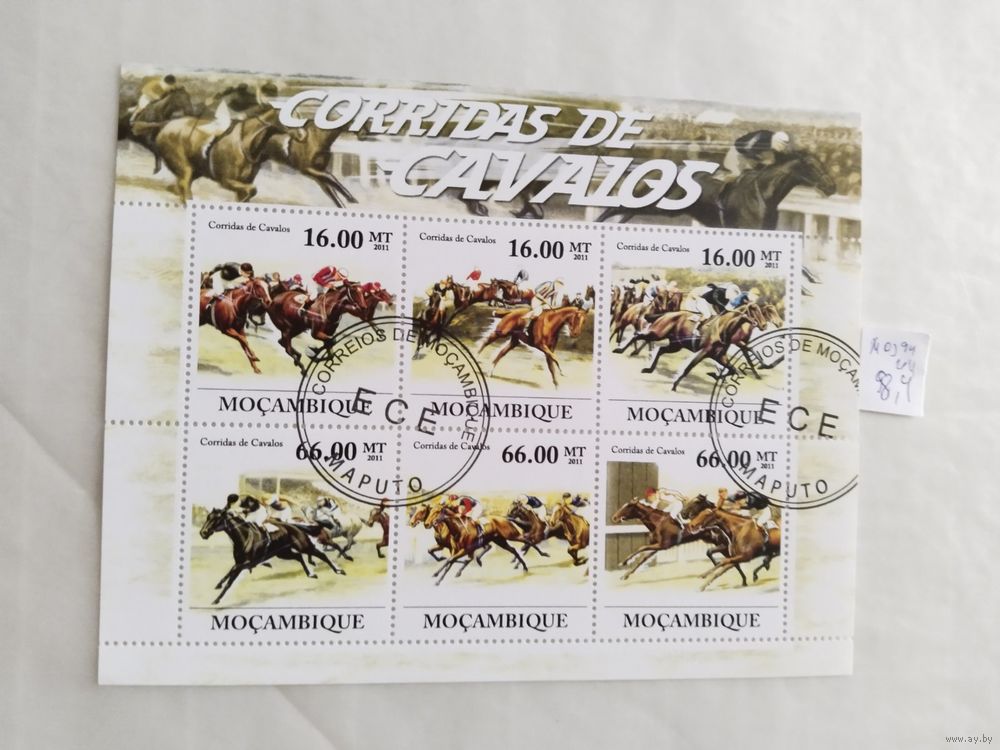 CORRIDAS DE
CAVALOS
Corridas de Cavalos
16.00 MT
2011
MOÇAMBIQUE
Corridas de Cavalos
16.00 MT
2011
MOÇAMBIQUE
Corridas de Cavalos
16.00 MT
2011
MOÇAMBIQUE
Corridas de Cavalos
66.00 MT
2011
MOÇAMBIQUE
Corridas de Cavalos
66.00 MT
2011
MOÇAMBIQUE
Corridas de Cavalos
66.00 MT
2011
MOÇAMBIQUE
CORREIOS DE MOÇAMBIQUE
ECE
MAPUTO
CORREIOS DE MOÇAM
ECE
MAPUTO
98,4
www.ay.by